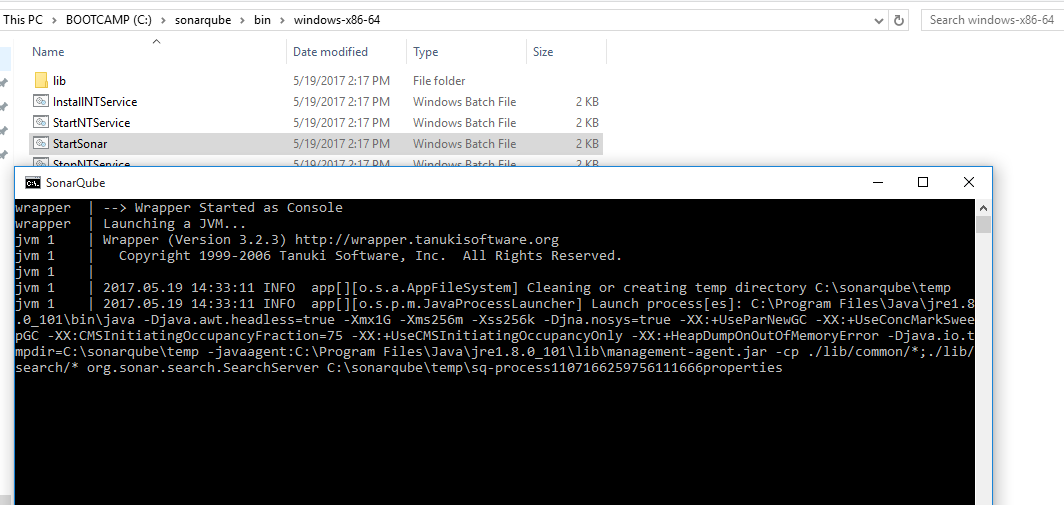 This PC > BOOTCAMP (C:) > sonarqube > bin > windows-x86-64
Search windows-x86-64
Name Date modified Type Size
lib 5/19/2017 2:17 PM File folder
InstallNTService 5/19/2017 2:17 PM Windows Batch File 2 KB
StartNTService 5/19/2017 2:17 PM Windows Batch File 2 KB
StartSonar 5/19/2017 2:17 PM Windows Batch File 2 KB
StopNTService 5/19/2017 2:17 PM Windows Batch File 2 KB
C:\. SonarQube
wrapper | --> Wrapper Started as Console
wrapper | Launching a JVM...
jvm 1 | Wrapper (Version 3.2.3) http://wrapper.tanukisoftware.org
jvm 1 | Copyright 1999-2006 Tanuki Software, Inc. All Rights Reserved.
jvm 1 |
jvm 1 | 2017.05.19 14:33:11 INFO app[][o.s.a.AppFileSystem] Cleaning or creating temp directory C:\sonarqube\temp
jvm 1 | 2017.05.19 14:33:11 INFO app[][o.s.p.m.JavaProcessLauncher] Launch process[es]: C:\Program Files\Java\jre1.8
.0_101\bin\java -Djava.awt.headless=true -Xmx1G -Xms256m -Xss256k -Djna.nosys=true -XX:+UseParNewGC -XX:+UseConcMarkSwee
pGC -XX:CMSInitiatingOccupancyFraction=75 -XX:+UseCMSInitiatingOccupancyOnly -XX:+HeapDumpOnOutOfMemoryError -Djava.io.t
mpdir=C:\sonarqube\temp -javaagent:C:\Program Files\Java\jre1.8.0_101\lib\management-agent.jar -cp ./lib/common/*;./lib/
search/* org.sonar.search.SearchServer C:\sonarqube\temp\sq-process1107166259756111666properties